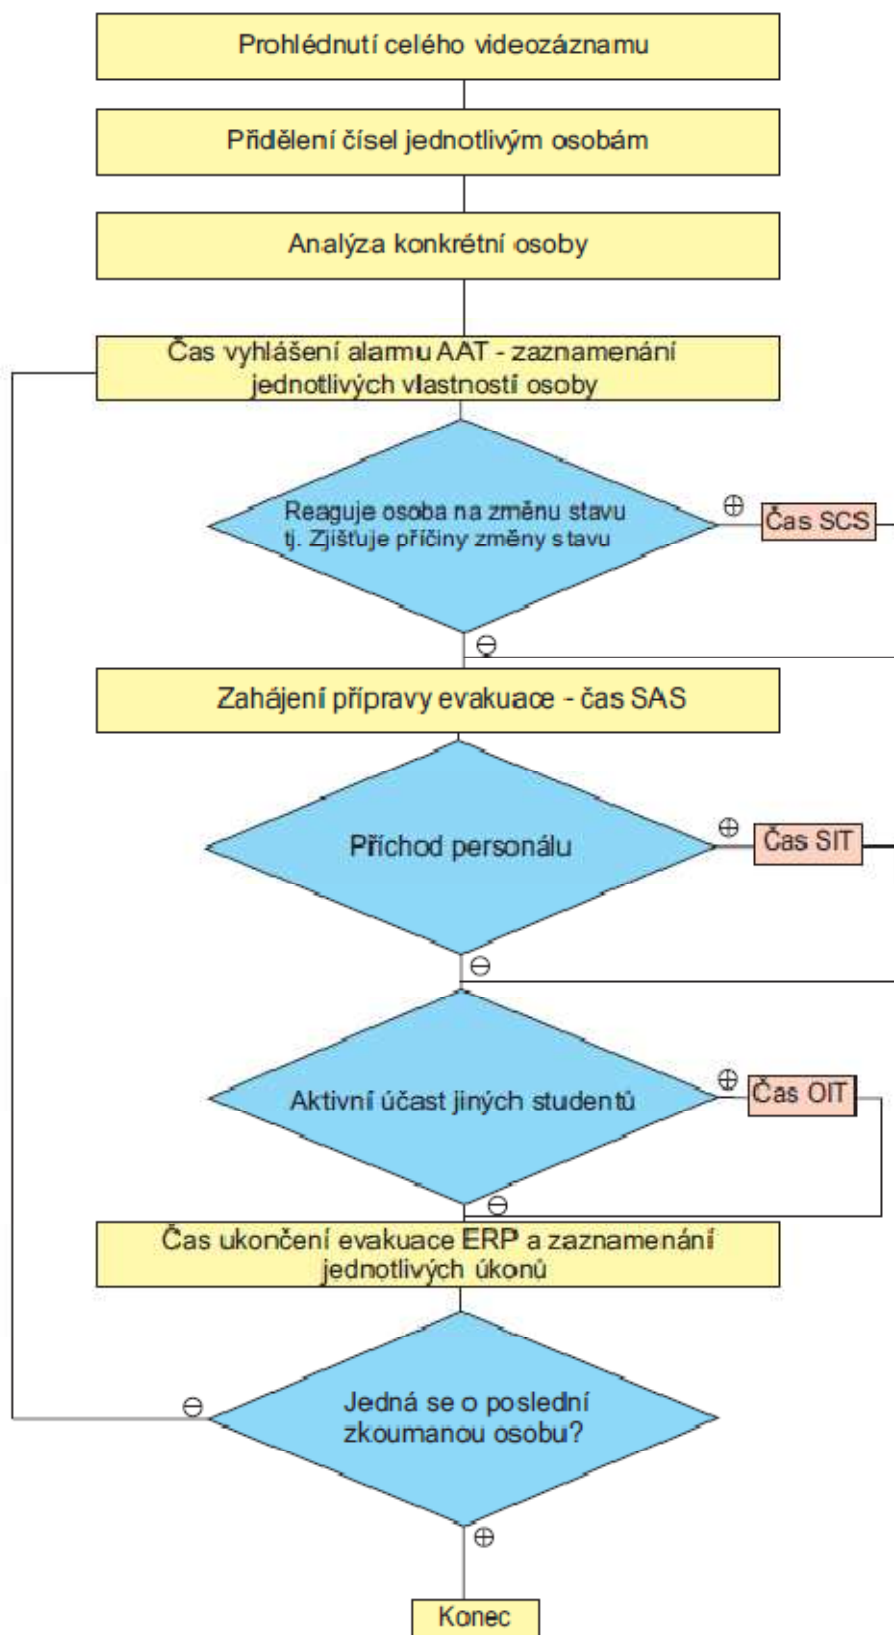 Prohlédnutí celého videozáznamu
Přidělení čísel jednotlivým osobám
Analýza konkrétní osoby
Čas vyhlášení alarmu AAT - zaznamenání
jednotlivých vlastností osoby
Reaguje osoba na změnu stavu
tj. Zjišťuje příčiny změny stavu
⊕
Čas SCS
⊖
Zahájení přípravy evakuace - čas SAS
Příchod personálu
⊕
Čas SIT
⊖
Aktivní účast jiných studentů
⊕
Čas OIT
⊖
Čas ukončení evakuace ERP a zaznamenání
jednotlivých úkonů
Jedná se o poslední
zkoumanou osobu?
⊖
⊕
Konec